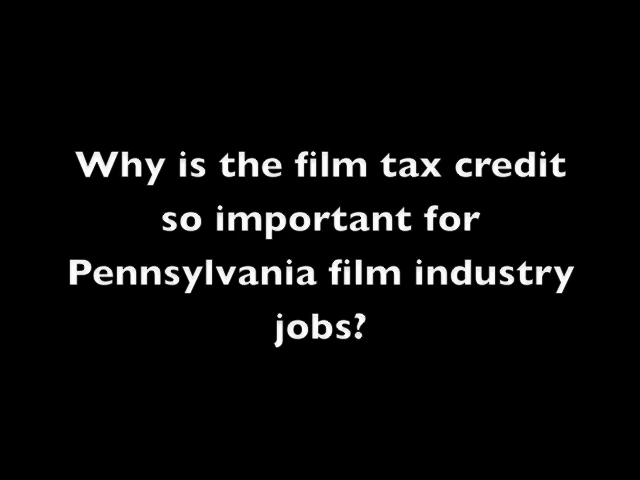 Why is the film tax credit
so important for
Pennsylvania film industry
jobs?